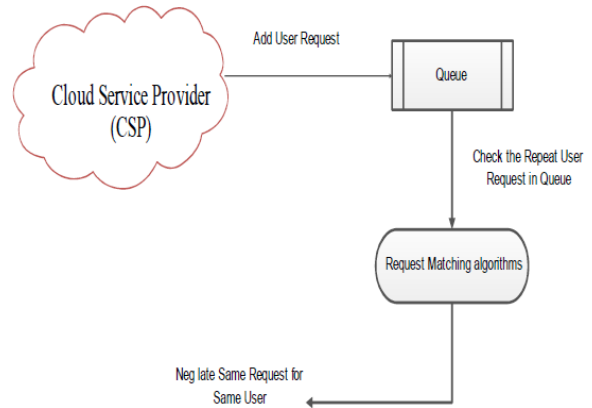 Add User Request
Cloud Service Provider
(CSP)
Queue
Check the Repeat User
Request in Queue
Request Matching algorithms
Neg late Same Request for
Same User